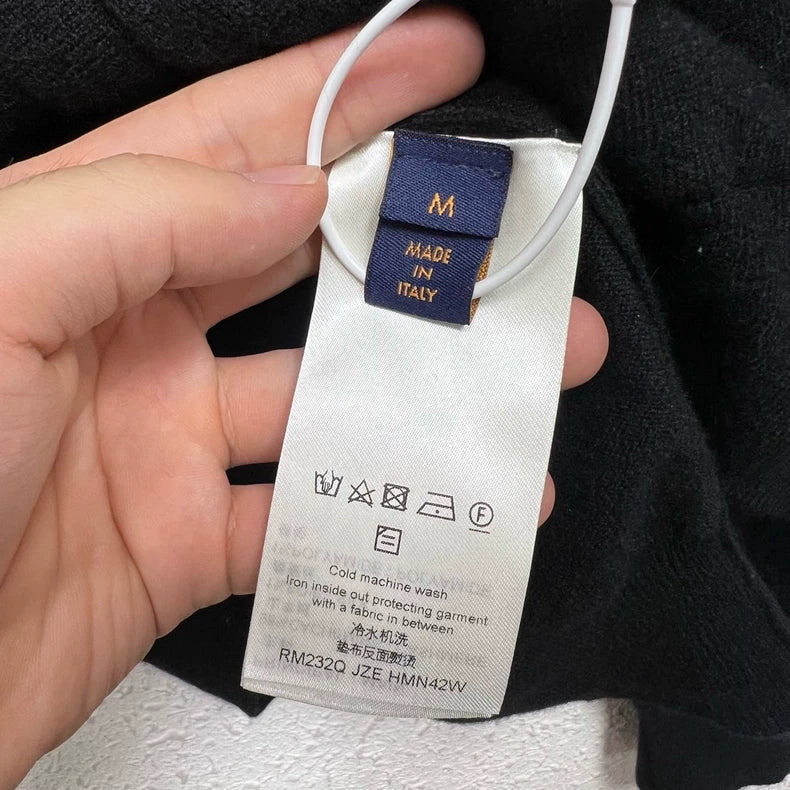 M
MADE
IN
ITALY
F
Cold machine wash
Iron inside out protecting garment
with a fabric in between
冷水机洗
垫布反面熨烫
RM232Q JZE HMN42W